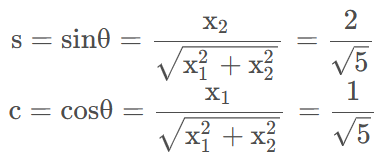 s = sinθ = x₂ / √(x₁² + x₂²) = 2 / √5
c = cosθ = x₁ / √(x₁² + x₂²) = 1 / √5